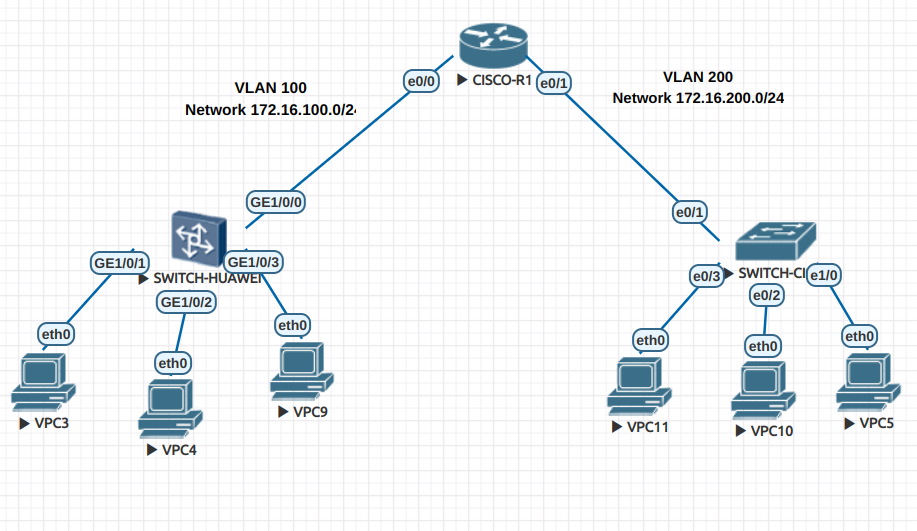 VLAN 100
Network 172.16.100.0/24
VLAN 200
Network 172.16.200.0/24
CISCO-R1
e0/0
e0/1
GE1/0/0
e0/1
GE1/0/1
GE1/0/3
SWITCH-HUAWEI
GE1/0/2
e0/3
SWITCH-CI
e1/0
e0/2
eth0
eth0
eth0
eth0
eth0
eth0
VPC3
VPC4
VPC9
VPC11
VPC10
VPC5